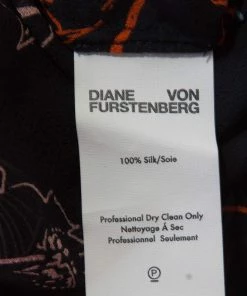 DIANE VON
FURSTENBERG
100% Silk/Soie
Professional Dry Clean Only
Nettoyage Á Sec
Professionnel Seulement
P